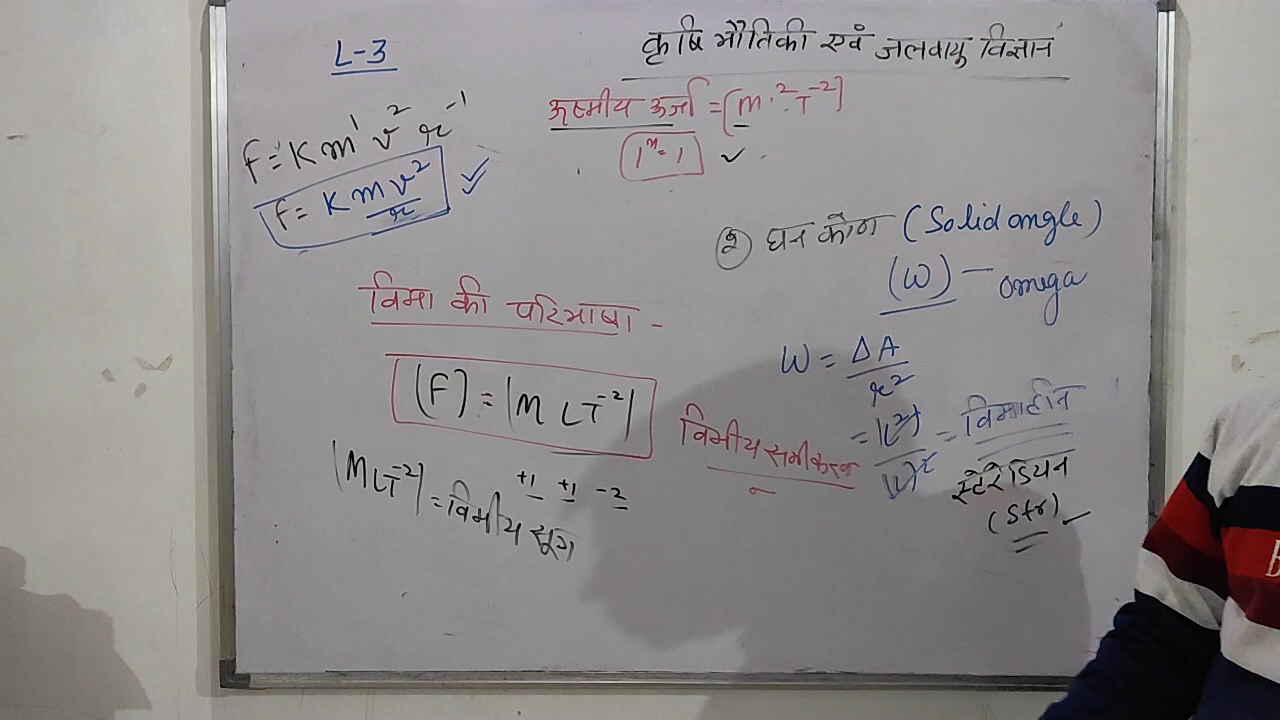 L-3
कृषि भौतिकी एवं जलवायु विज्ञान
ऊष्मीय ऊर्जा = [M L² T⁻²]
1ⁿ = 1
F = K m¹ v² r⁻¹
F = K m v² / r
② घन कोण (Solid angle)
(W) - omega
विमा की परिभाषा -
W = ΔA / r²
(F) = |M L T⁻²|
विमीय समीकरण
= |L²| / |L|² = विमाहीन
स्टेरेडियन
(Str)
|M L T⁻²| = विमीय सूत्र
+1 +1 -2